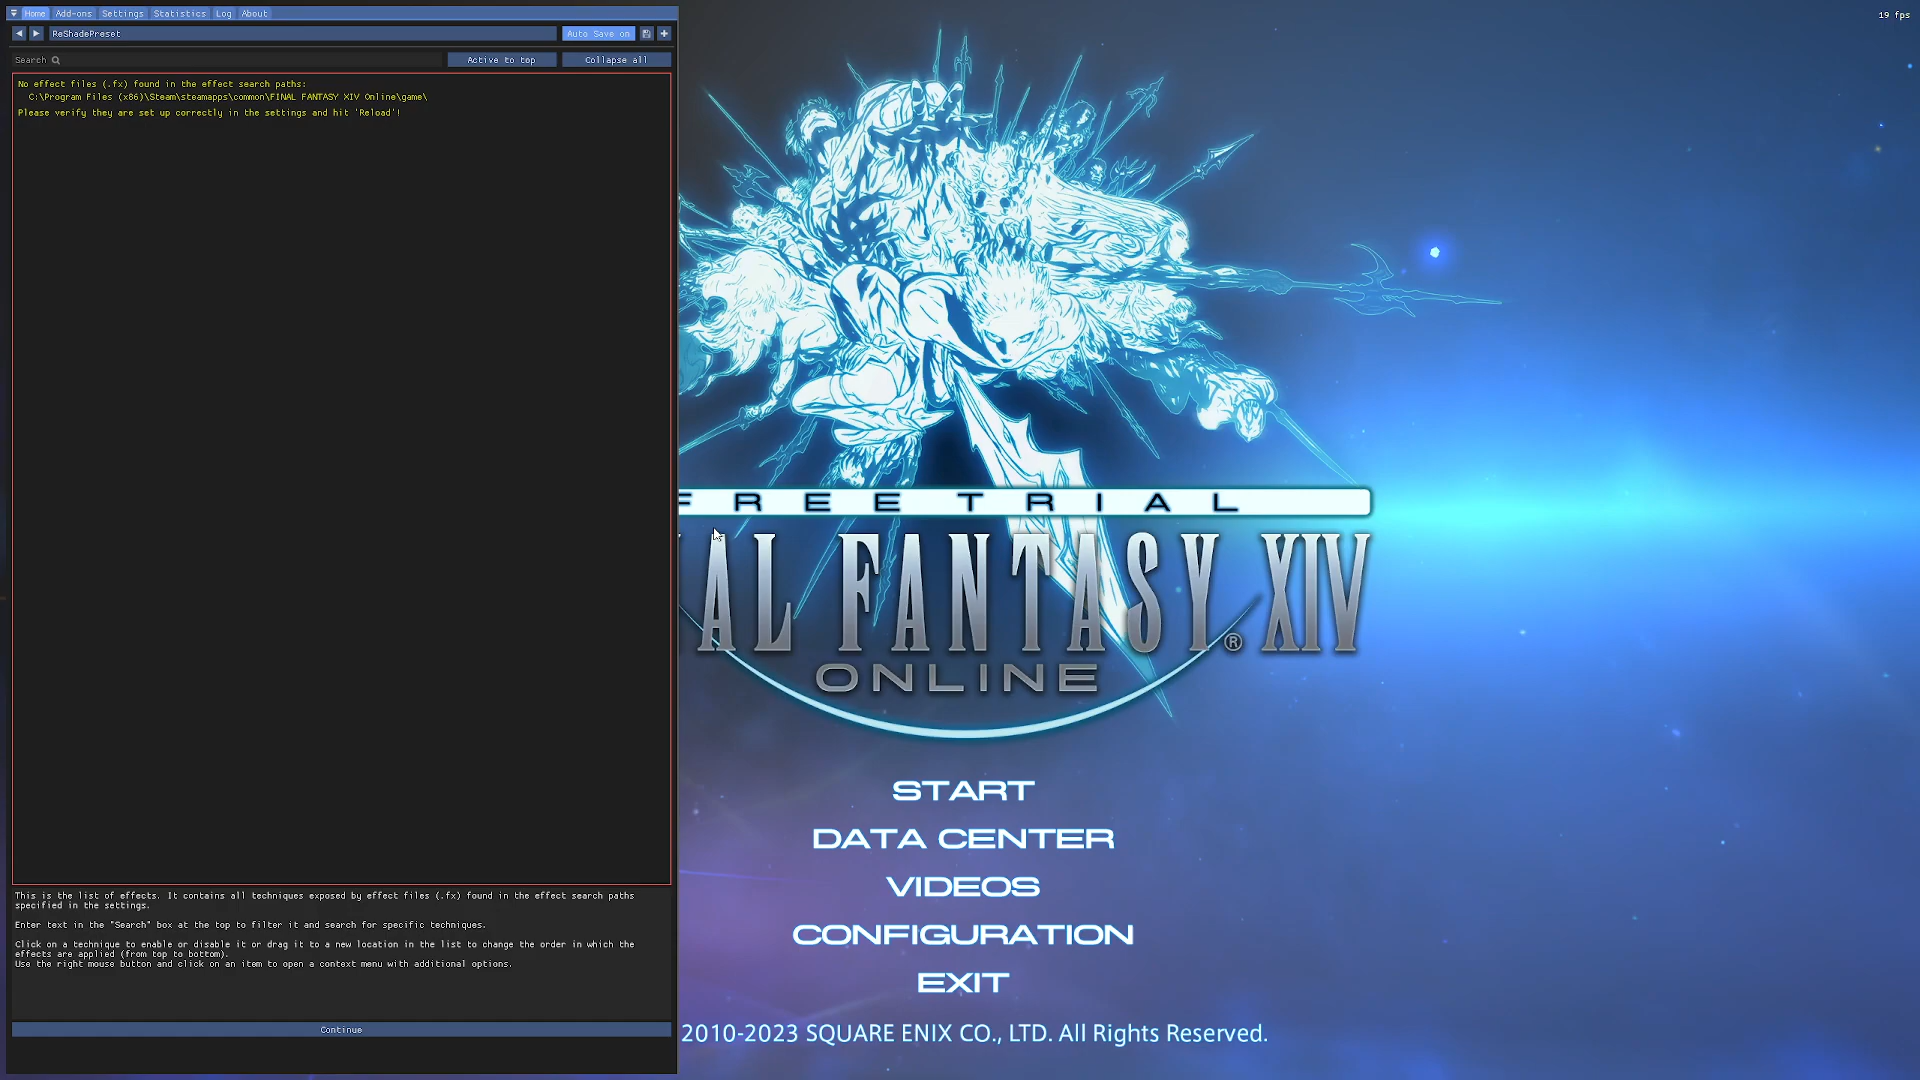 Home Add-ons Settings Statistics Log About
19 fps
ReShadePreset Auto Save on
Search Active to top Collapse all
No effect files (.fx) found in the effect search paths:
C:\Program Files (x86)\Steam\steamapps\common\FINAL FANTASY XIV Online\game\
Please verify they are set up correctly in the settings and hit 'Reload'!
FREE TRIAL
AL FANTASY® XIV
ONLINE
START
DATA CENTER
VIDEOS
CONFIGURATION
EXIT
2010-2023 SQUARE ENIX CO., LTD. All Rights Reserved.
This is the list of effects. It contains all techniques exposed by effect files (.fx) found in the effect search paths
specified in the settings.
Enter text in the "Search" box at the top to filter it and search for specific techniques.
Click on a technique to enable or disable it or drag it to a new location in the list to change the order in which the
effects are applied (from top to bottom).
Use the right mouse button and click on an item to open a context menu with additional options.
Continue